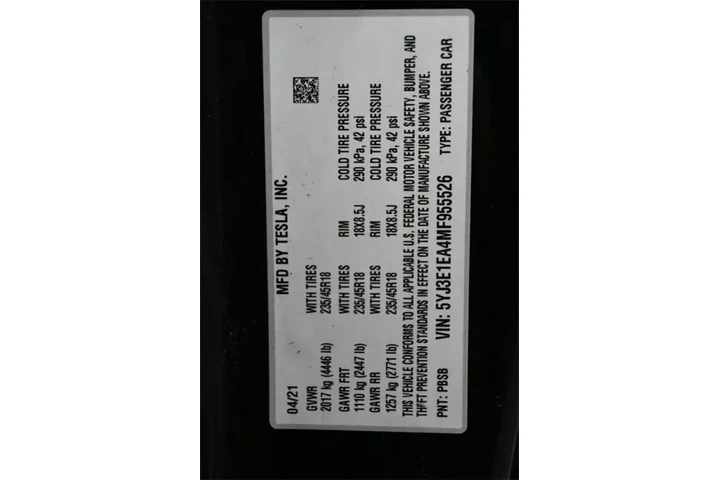 MFD BY TESLA, INC.
04/21
GVWR WITH TIRES RIM COLD TIRE PRESSURE
2017 kg (4446 lb) 235/45R18 18X8.5J 290 kPa, 42 psi
GAWR FRT WITH TIRES RIM COLD TIRE PRESSURE
1110 kg (2447 lb) 235/45R18 18X8.5J 290 kPa, 42 psi
GAWR RR
1257 kg (2771 lb)
THIS VEHICLE CONFORMS TO ALL APPLICABLE U.S. FEDERAL MOTOR VEHICLE SAFETY, BUMPER, AND
THEFT PREVENTION STANDARDS IN EFFECT ON THE DATE OF MANUFACTURE SHOWN ABOVE.
PNT: PBSB VIN: 5YJ3E1EA4MF955526 TYPE: PASSENGER CAR